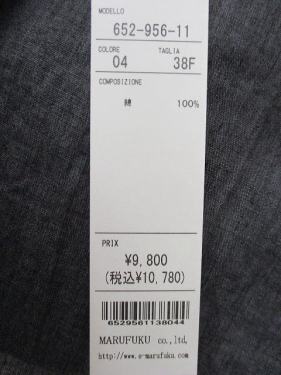 MODELLO
652-956-11
COLORE TAGLIA
04 38F
COMPOSIZIONE
綿 100%
PRIX
¥9,800
(税込¥10,780)
6529561138044
MARUFUKU co.,ltd,
http://www.e-marufuku.com/